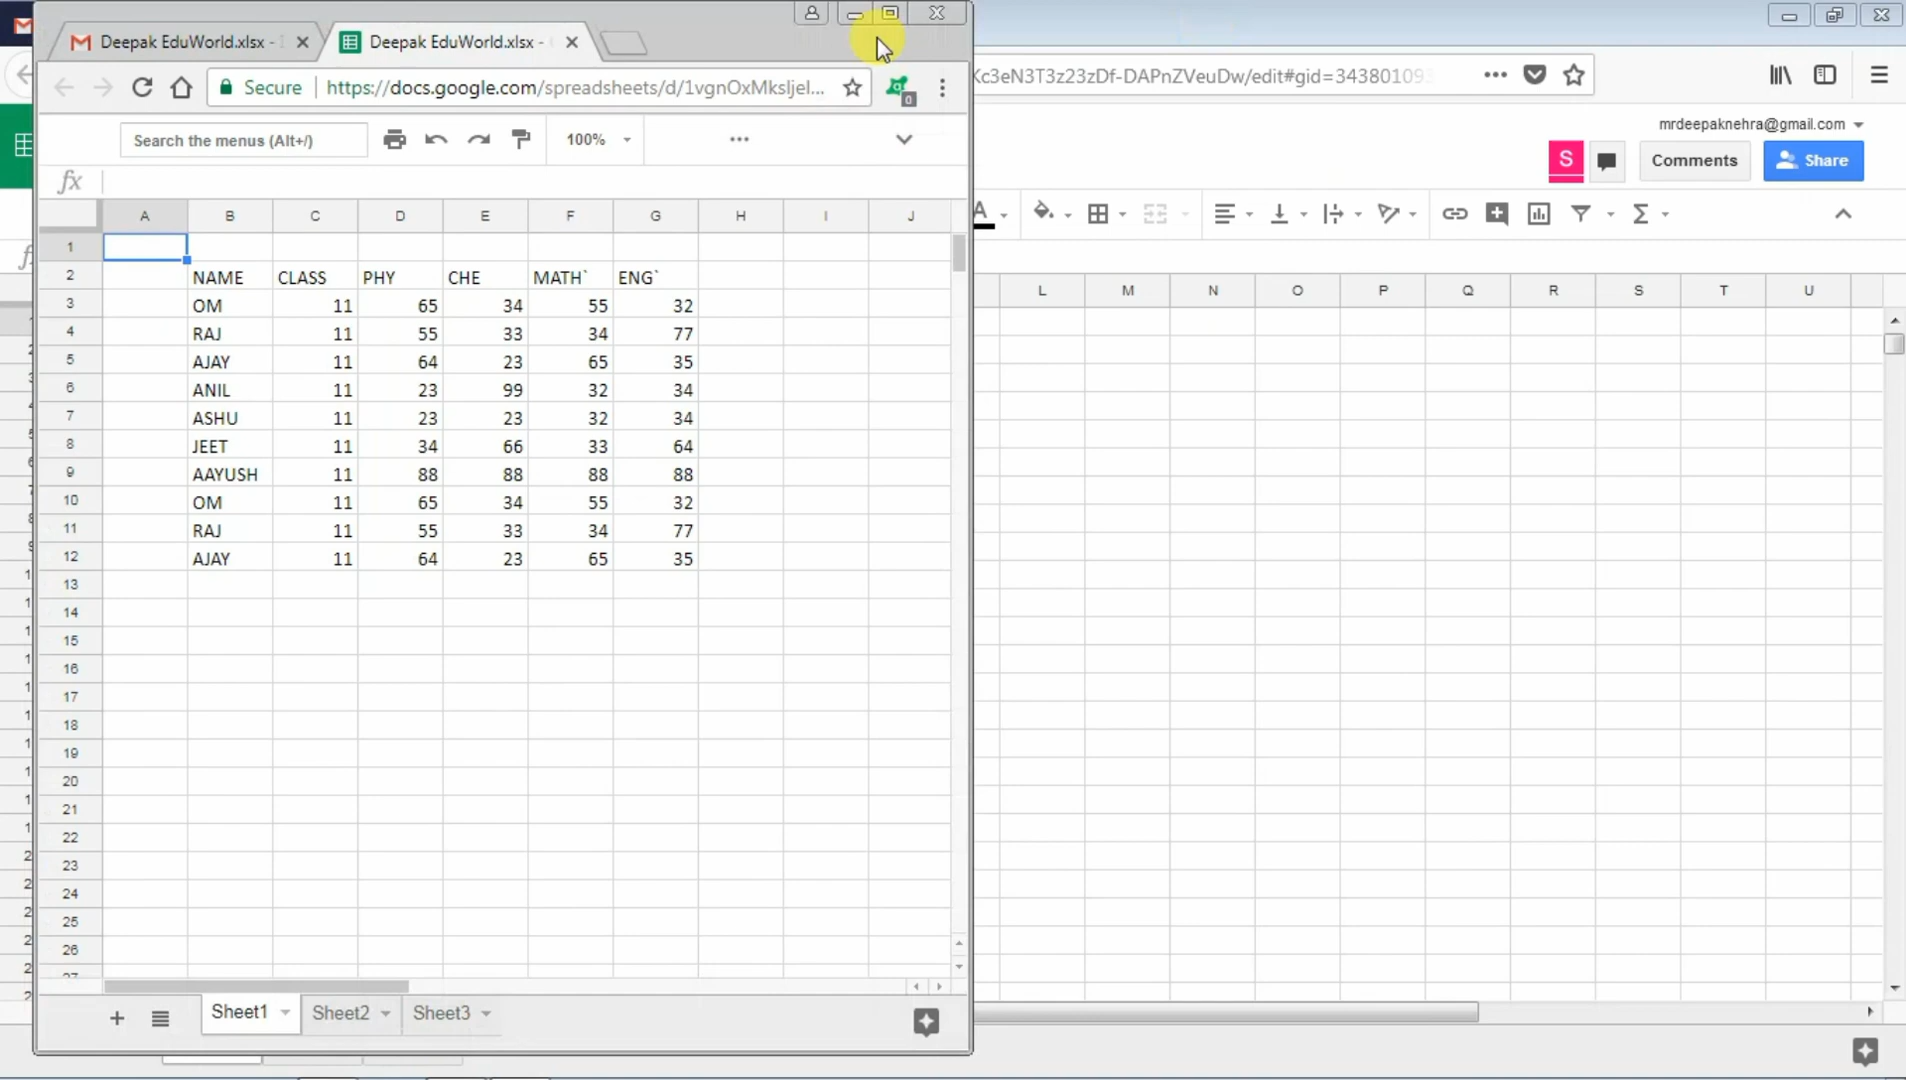 Deepak EduWorld.xlsx -
Deepak EduWorld.xlsx -
Secure
https://docs.google.com/spreadsheets/d/1vgnOxMksljel...
0
Kc3eN3T3z23zDf-DAPnZVeuDw/edit#gid=343801093
mrdeepaknehra@gmail.com
Search the menus (Alt+/)
100%
S
Comments
Share
fx
A
A B C D E F G H I J
L M N O P Q R S T U
1
2 NAME CLASS PHY CHE MATH` ENG`
3 OM 11 65 34 55 32
4 RAJ 11 55 33 34 77
5 AJAY 11 64 23 65 35
6 ANIL 11 23 99 32 34
7 ASHU 11 23 23 32 34
8 JEET 11 34 66 33 64
9 AAYUSH 11 88 88 88 88
10 OM 11 65 34 55 32
11 RAJ 11 55 33 34 77
12 AJAY 11 64 23 65 35
13
14
15
16
17
18
19
20
21
22
23
24
25
26
Sheet1 Sheet2 Sheet3